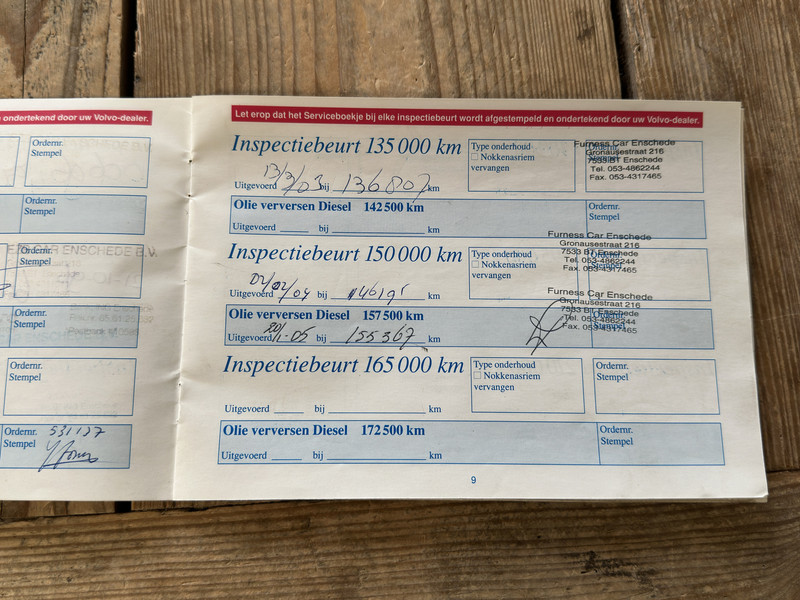 ondertekend door uw Volvo-dealer.
Ordernr.
Stempel
Ordernr.
Stempel
CAR ENSCHEDE B.V.
Ordernr.
Stempel
Ordernr.
Stempel
Ordernr.
Stempel
Ordernr. 531127
Stempel
Let erop dat het Serviceboekje bij elke inspectiebeurt wordt afgestempeld en ondertekend door uw Volvo-dealer.
Inspectiebeurt 135 000 km
Uitgevoerd 13/3/03 bij 136807 km
Type onderhoud
Nokkenasriem
vervangen
Furness Car Enschede
Gronausestraat 216
7533 BT Enschede
Tel. 053-4862244
Fax. 053-4317465
Olie verversen Diesel 142 500 km
Uitgevoerd bij km
Ordernr.
Stempel
Inspectiebeurt 150 000 km
Uitgevoerd 02/02/04 bij km
Type onderhoud
Nokkenasriem
vervangen
Furness Car Enschede
Gronausestraat 216
7533 BT Enschede
Tel. 053-4862244
Fax. 053-4317465
Olie verversen Diesel 157 500 km
Uitgevoerd bij 155367 km
Furness Car Enschede
Gronausestraat 216
7533 BT Enschede
Tel. 053-4862244
Fax. 053-4317465
Inspectiebeurt 165 000 km
Uitgevoerd bij km
Type onderhoud
Nokkenasriem
vervangen
Ordernr.
Stempel
Olie verversen Diesel 172 500 km
Uitgevoerd bij km
Ordernr.
Stempel
9